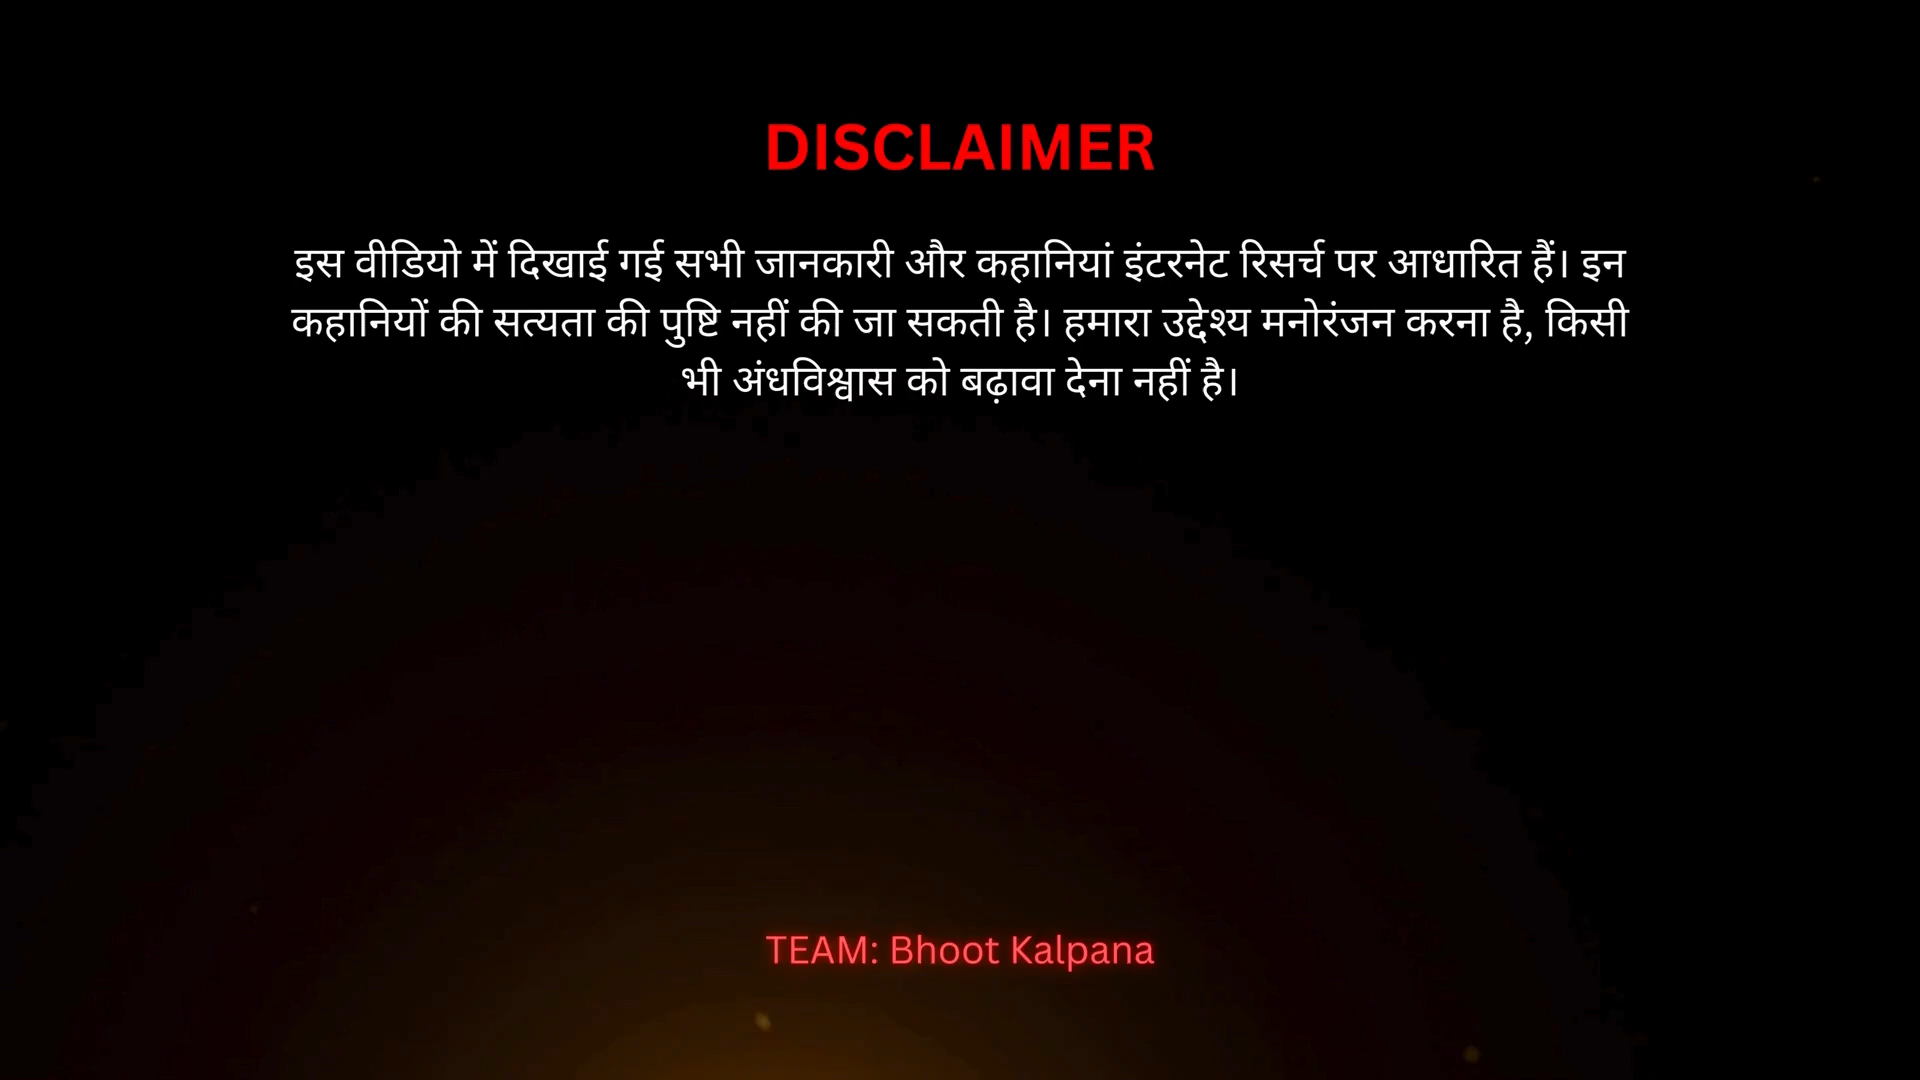 DISCLAIMER
इस वीडियो में दिखाई गई सभी जानकारी और कहानियां इंटरनेट रिसर्च पर आधारित हैं। इन
कहानियों की सत्यता की पुष्टि नहीं की जा सकती है। हमारा उद्देश्य मनोरंजन करना है, किसी
भी अंधविश्वास को बढ़ावा देना नहीं है।
TEAM: Bhoot Kalpana